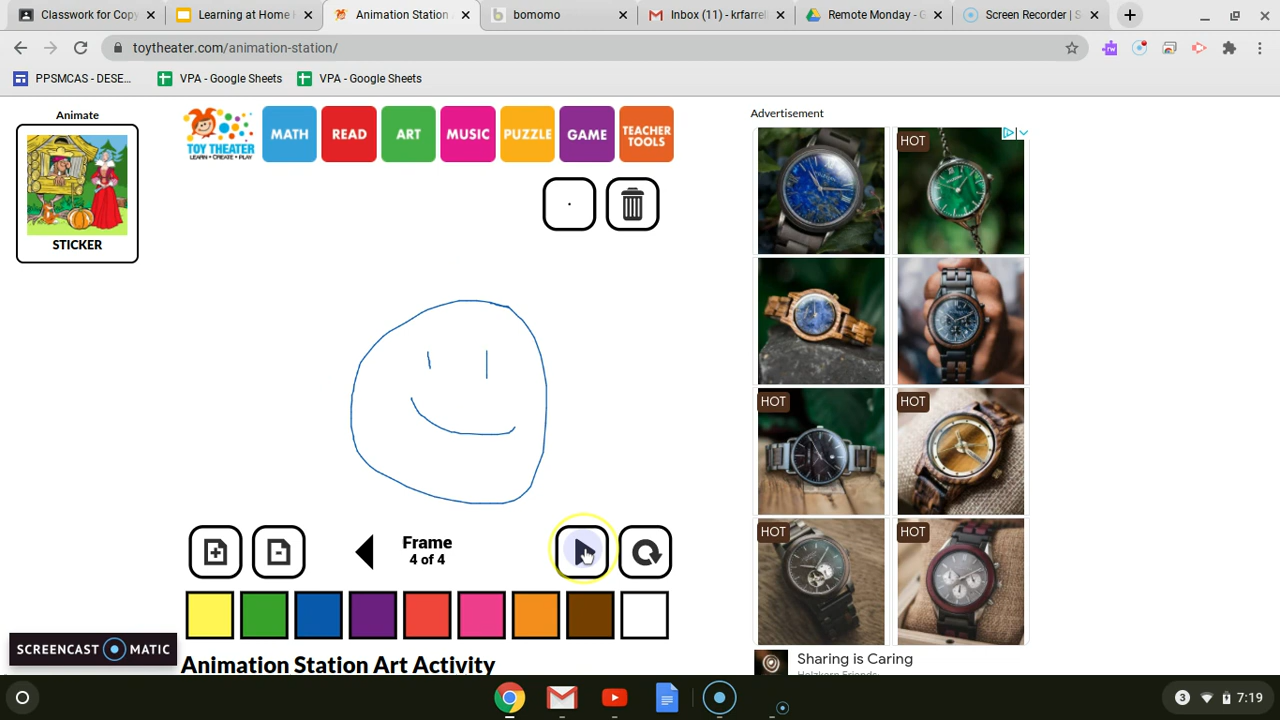 Classwork for Copy
Learning at Home
Animation Station
bomomo
Inbox (11) - krfarrel
Remote Monday - G
Screen Recorder | S
toytheater.com/animation-station/
PPSMCAS - DESE...
VPA - Google Sheets
VPA - Google Sheets
Animate
STICKER
TOY THEATER
LEARN • CREATE • PLAY
MATH
READ
ART
MUSIC
PUZZLE
GAME
TEACHER
TOOLS
Advertisement
HOT
HOT
HOT
HOT
HOT
Frame
4 of 4
SCREENCAST MATIC
Animation Station Art Activity
Sharing is Caring
Holzkern Friends
3
7:19